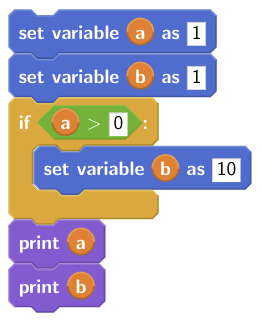 set variable a as 1
set variable b as 1
if a > 0 :
set variable b as 10
print a
print b